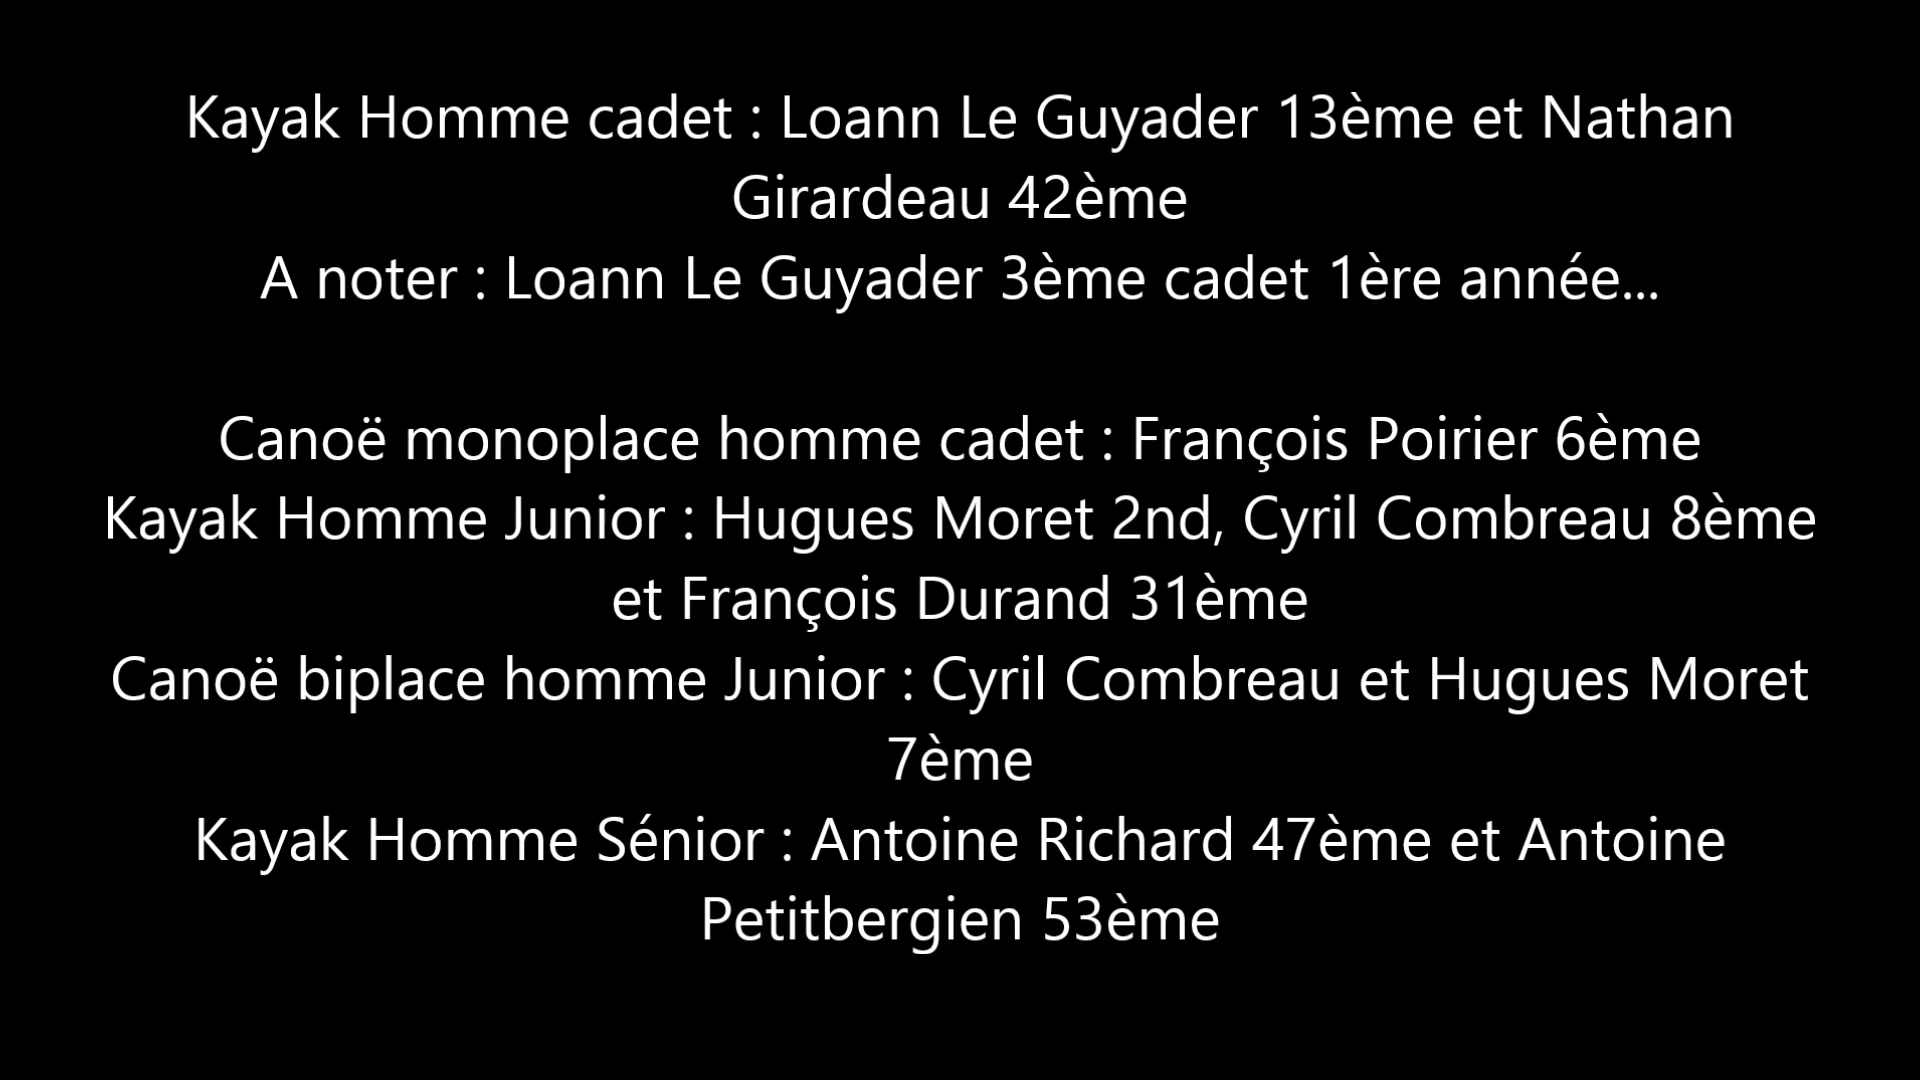 Kayak Homme cadet : Loann Le Guyader 13ème et Nathan
Girardeau 42ème
A noter : Loann Le Guyader 3ème cadet 1ère année...
Canoë monoplace homme cadet : François Poirier 6ème
Kayak Homme Junior : Hugues Moret 2nd, Cyril Combreau 8ème
et François Durand 31ème
Canoë biplace homme Junior : Cyril Combreau et Hugues Moret
7ème
Kayak Homme Sénior : Antoine Richard 47ème et Antoine
Petitbergien 53ème